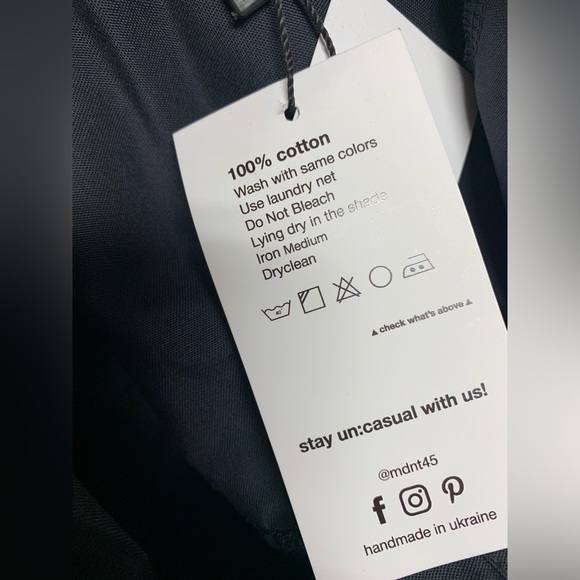 100% cotton
Wash with same colors
Use laundry net
Do Not Bleach
Lying dry in the shade
Iron Medium
Dryclean
40°
▲ check what's above ▲
stay un:casual with us!
@mdnt45
handmade in ukraine